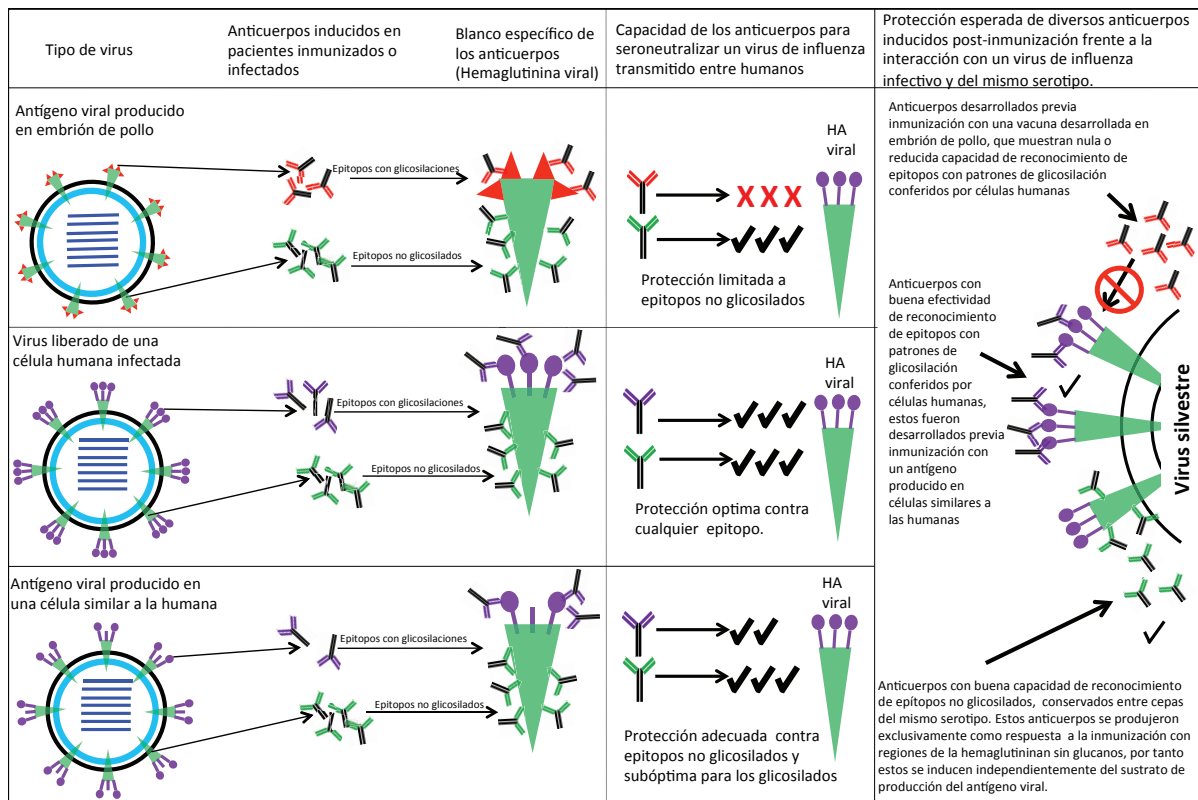 Tipo de virus
Anticuerpos inducidos en
pacientes inmunizados o
infectados
Blanco específico de
los anticuerpos
(Hemaglutinina viral)
Capacidad de los anticuerpos para
seroneutralizar un virus de influenza
transmitido entre humanos
Protección esperada de diversos anticuerpos
inducidos post-inmunización frente a la
interacción con un virus de influenza
infectivo y del mismo serotipo.
Antígeno viral producido
en embrión de pollo
Epitopos con glicosilaciones
Epitopos no glicosilados
HA
viral
X X X
Protección limitada a
epitopos no glicosilados
Virus liberado de una
célula humana infectada
Epitopos con glicosilaciones
Epitopos no glicosilados
HA
viral
Protección optima contra
cualquier epitopo.
Antígeno viral producido en
una célula similar a la humana
Epitopos con glicosilaciones
Epitopos no glicosilados
HA
viral
Protección adecuada contra
epitopos no glicosilados y
subóptima para los glicosilados
Anticuerpos desarrollados previa
inmunización con una vacuna desarrollada en
embrión de pollo, que muestran nula o
reducida capacidad de reconocimiento de
epitopos con patrones de glicosilación
conferidos por células humanas
Anticuerpos con
buena efectividad
de reconocimiento
de epitopos con
patrones de
glicosilación
conferidos por
células humanas,
estos fueron
desarrollados previa
inmunización con
un antígeno
producido en
células similares a
las humanas
Virus silvestre
Anticuerpos con buena capacidad de reconocimiento
de epítopos no glicosilados, conservados entre cepas
del mismo serotipo. Estos anticuerpos se produjeron
exclusivamente como respuesta a la inmunización con
regiones de la hemaglutininan sin glucanos, por tanto
estos se inducen independientemente del sustrato de
producción del antígeno viral.